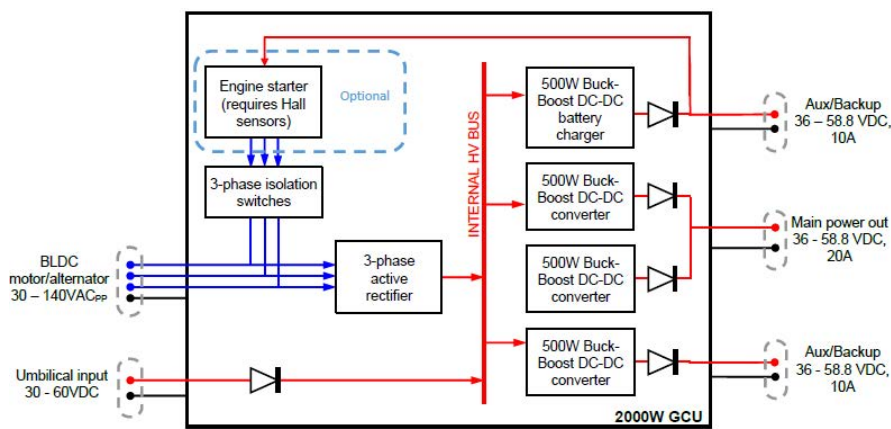 Engine starter
(requires Hall
sensors)
Optional
3-phase isolation
switches
BLDC
motor/alternator
30 – 140VACPP
3-phase
active
rectifier
Umbilical input
30 - 60VDC
INTERNAL HV BUS
500W Buck-
Boost DC-DC
battery
charger
500W Buck-
Boost DC-DC
converter
500W Buck-
Boost DC-DC
converter
500W Buck-
Boost DC-DC
converter
Aux/Backup
36 – 58.8 VDC,
10A
Main power out
36 - 58.8 VDC,
20A
Aux/Backup
36 - 58.8 VDC,
10A
2000W GCU